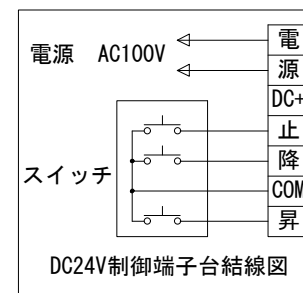 電源 AC100V
電
源
DC+
止
降
COM
昇
スイッチ
DC24V制御端子台結線図